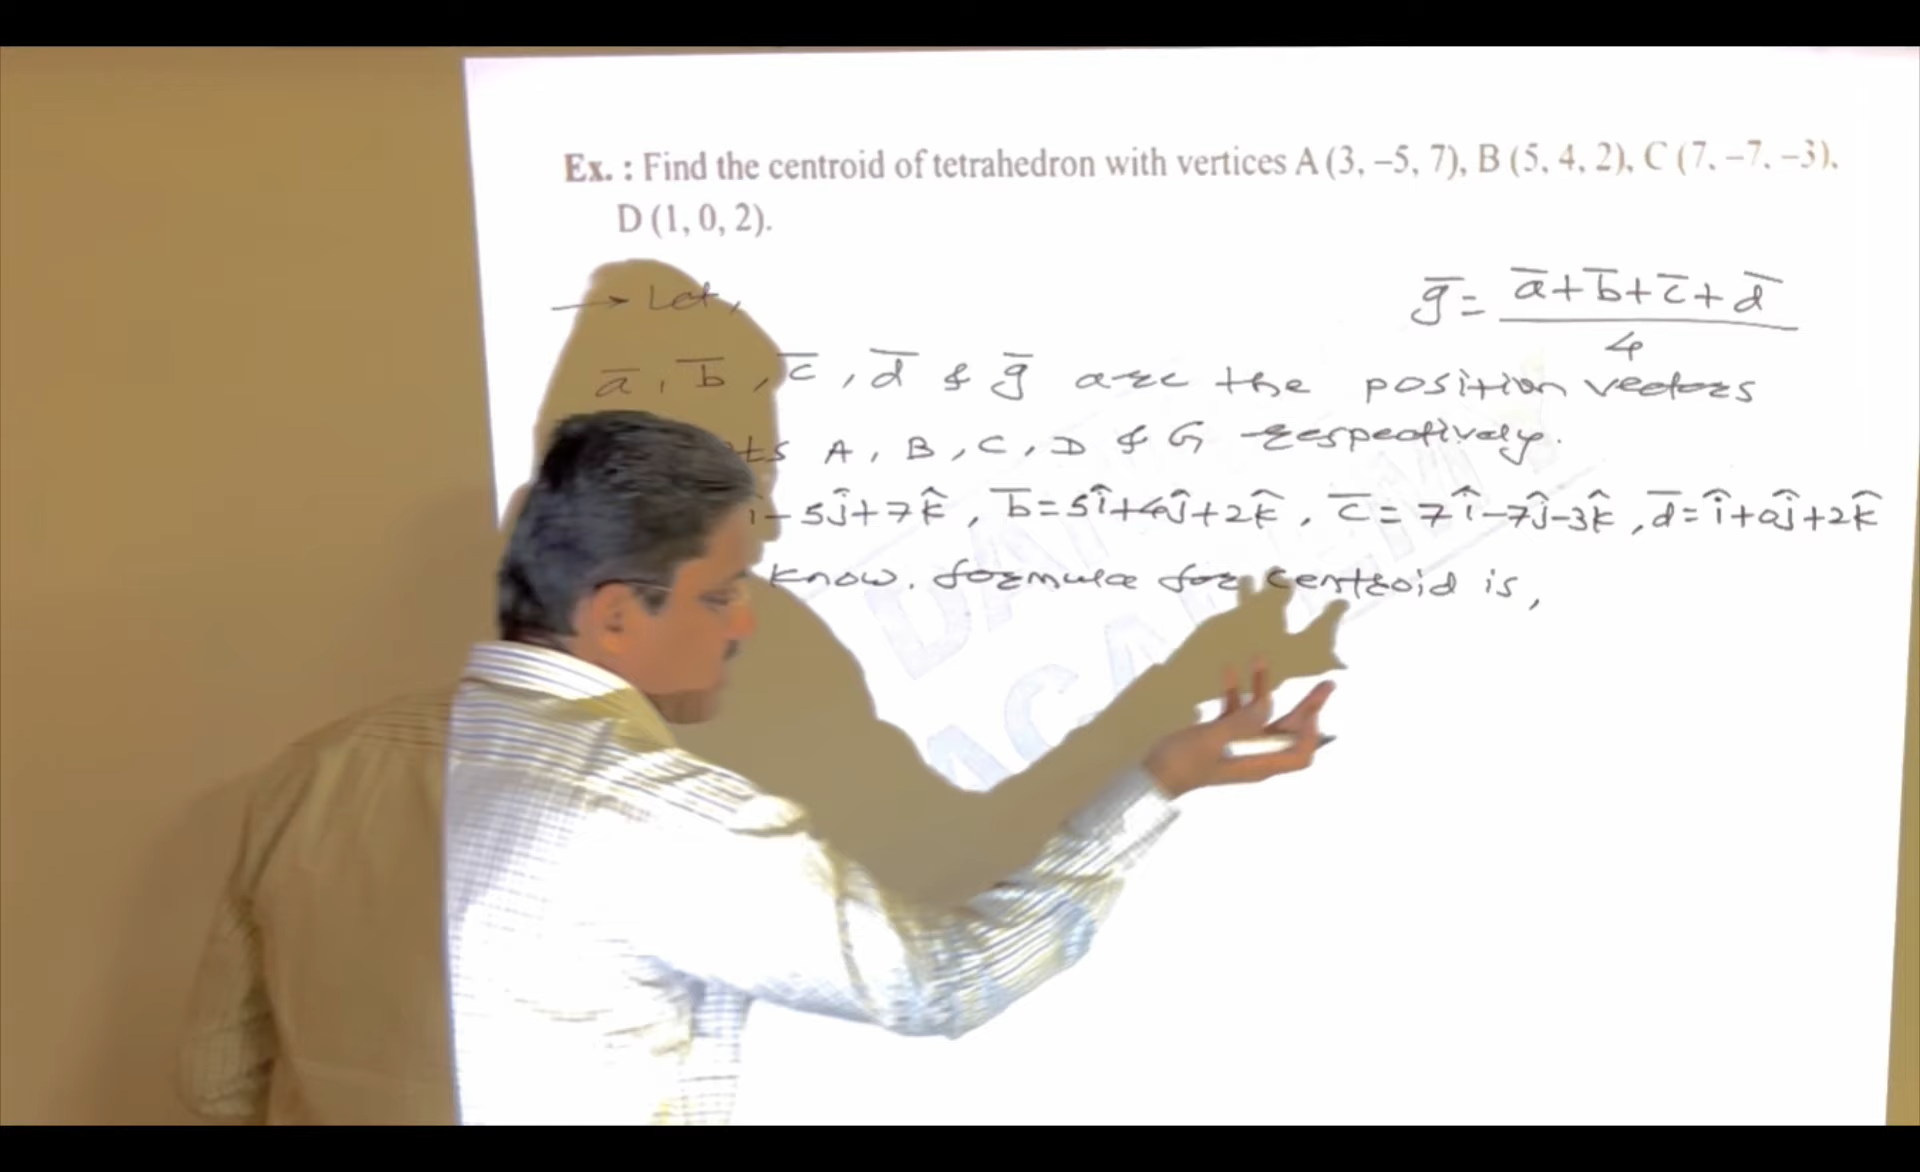 Ex. : Find the centroid of tetrahedron with vertices A (3, –5, 7), B (5, 4, 2), C (7, –7, –3),
D (1, 0, 2).
→ Let,
g̅ = (a̅ + b̅ + c̅ + d̅) / 4
a̅, b̅, c̅, d̅ & g̅ are the position vectors
ts A, B, C, D & G respectively.
î - 5ĵ + 7k̂, b̅ = 5î + 4ĵ + 2k̂, c̅ = 7î - 7ĵ - 3k̂, d̅ = î + 0ĵ + 2k̂
know. formula for centroid is,